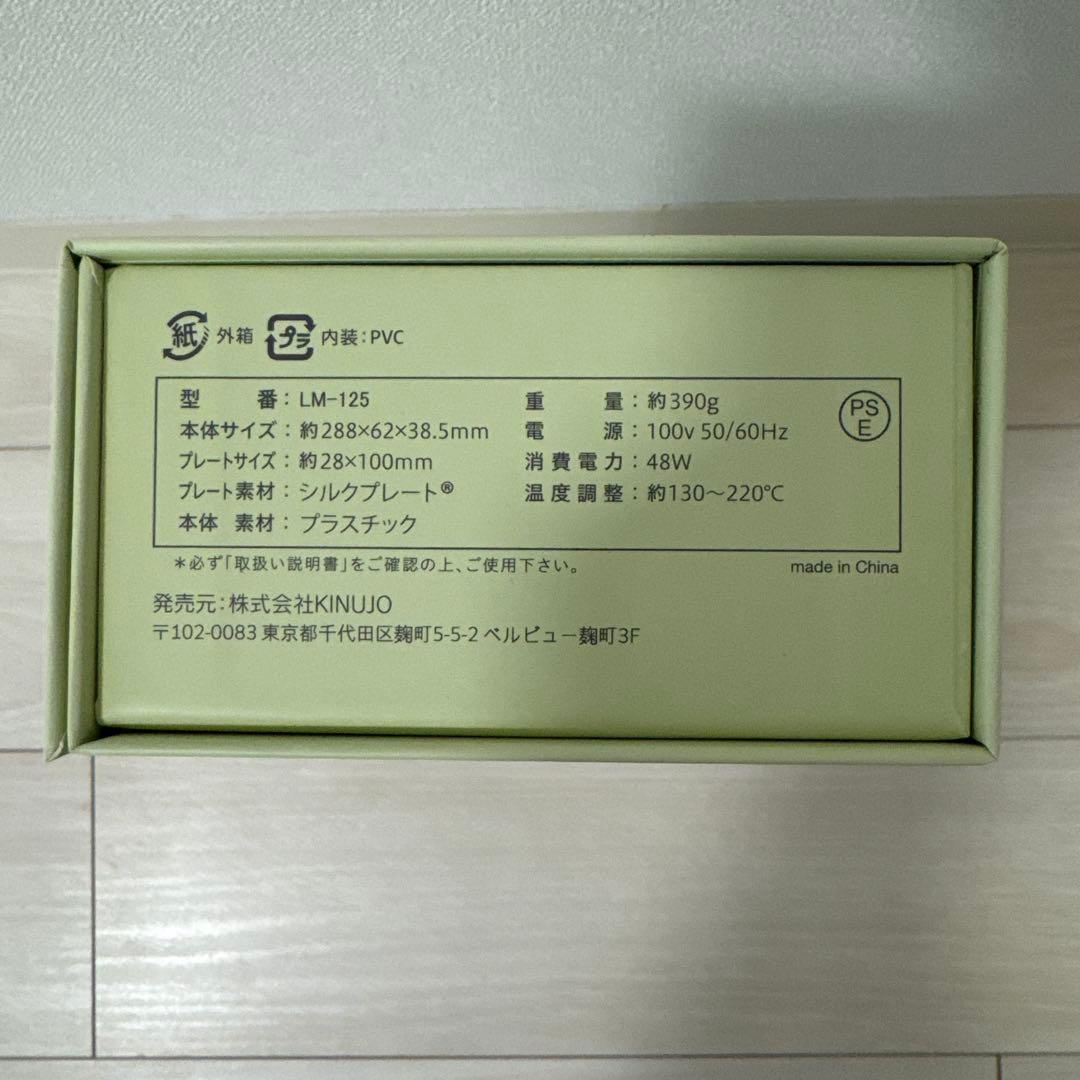 紙 外箱 プラ 内装:PVC
型番:LM-125
本体サイズ:約288×62×38.5mm
プレートサイズ:約28×100mm
プレート素材:シルクプレート®
本体 素材:プラスチック
重量:約390g
電源:100v 50/60Hz
消費電力:48W
温度調整:約130〜220℃
PS
E
*必ず「取扱い説明書」をご確認の上、ご使用下さい。
made in China
発売元:株式会社KINUJO
〒102-0083 東京都千代田区麹町5-5-2 ベルビュー麹町3F